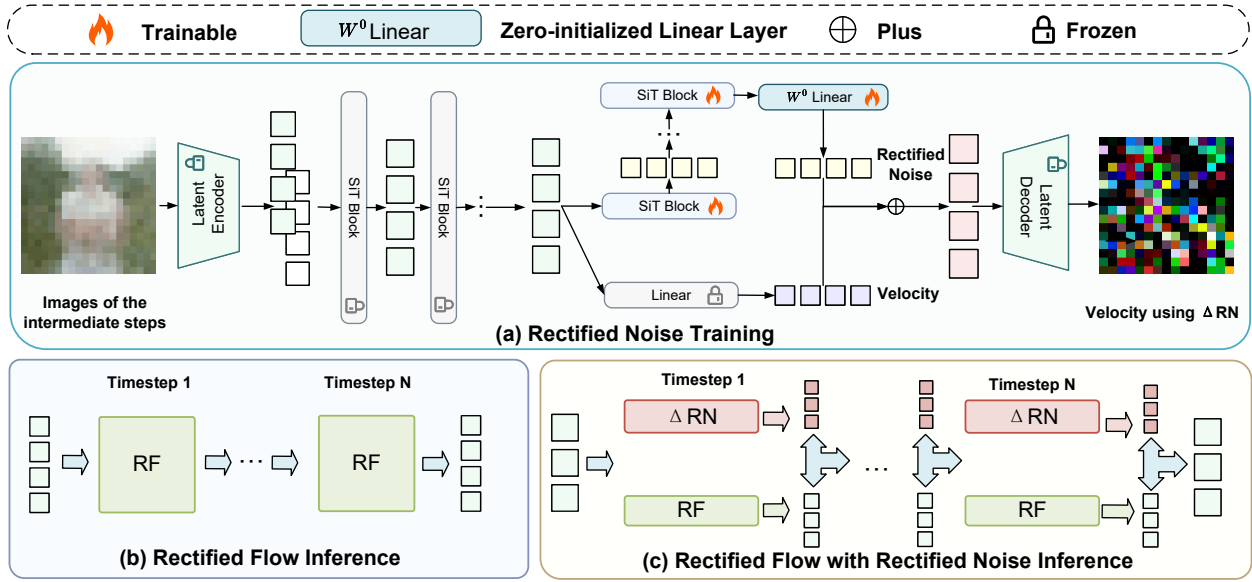 Trainable
W⁰ Linear
Zero-initialized Linear Layer
Plus
Frozen
Images of the
intermediate steps
Latent
Encoder
SiT Block
SiT Block
...
SiT Block
...
SiT Block
W⁰ Linear
Linear
Rectified
Noise
Velocity
Latent
Decoder
Velocity using Δ RN
(a) Rectified Noise Training
Timestep 1
Timestep N
RF
...
RF
(b) Rectified Flow Inference
Timestep 1
Timestep N
Δ RN
Δ RN
...
RF
RF
(c) Rectified Flow with Rectified Noise Inference